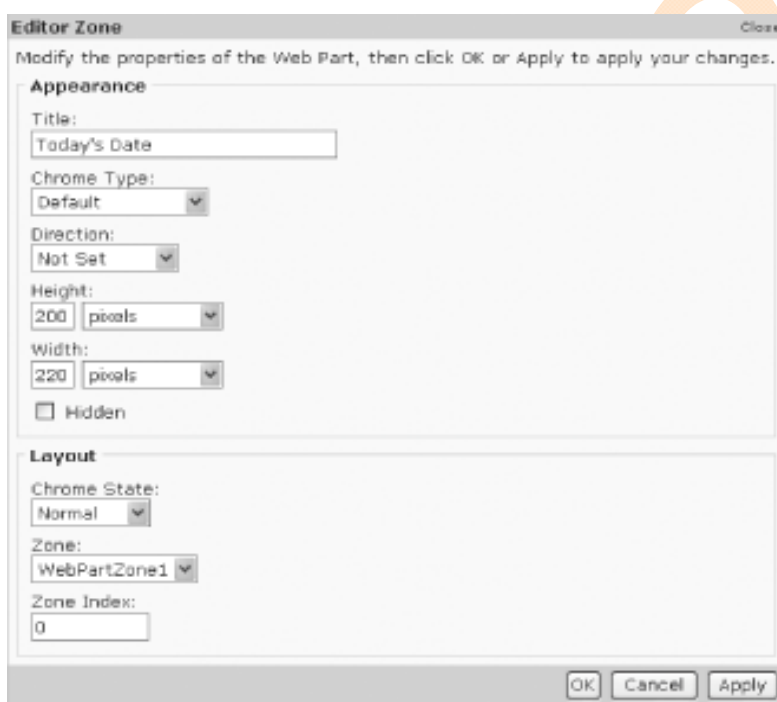 Editor Zone
Close
Modify the properties of the Web Part, then click OK or Apply to apply your changes.
Appearance
Title:
Today's Date
Chrome Type:
Default
Direction:
Not Set
Height:
200 pixels
Width:
220 pixels
Hidden
Layout
Chrome State:
Normal
Zone:
WebPartZone1
Zone Index:
0
OK Cancel Apply